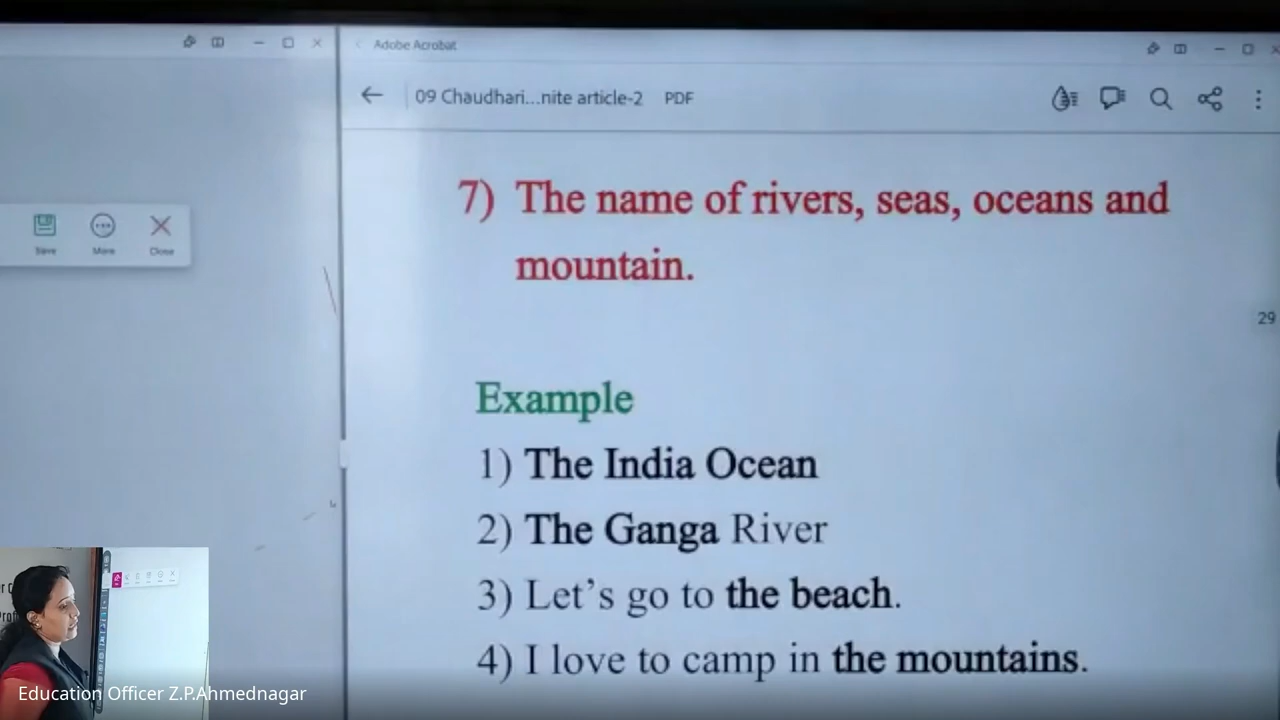 Adobe Acrobat
09 Chaudhari...nite article-2 PDF
7) The name of rivers, seas, oceans and
mountain.
29
Save More Close
Example
1) The India Ocean
2) The Ganga River
3) Let's go to the beach.
4) I love to camp in the mountains.
Education Officer Z.P.Ahmednagar